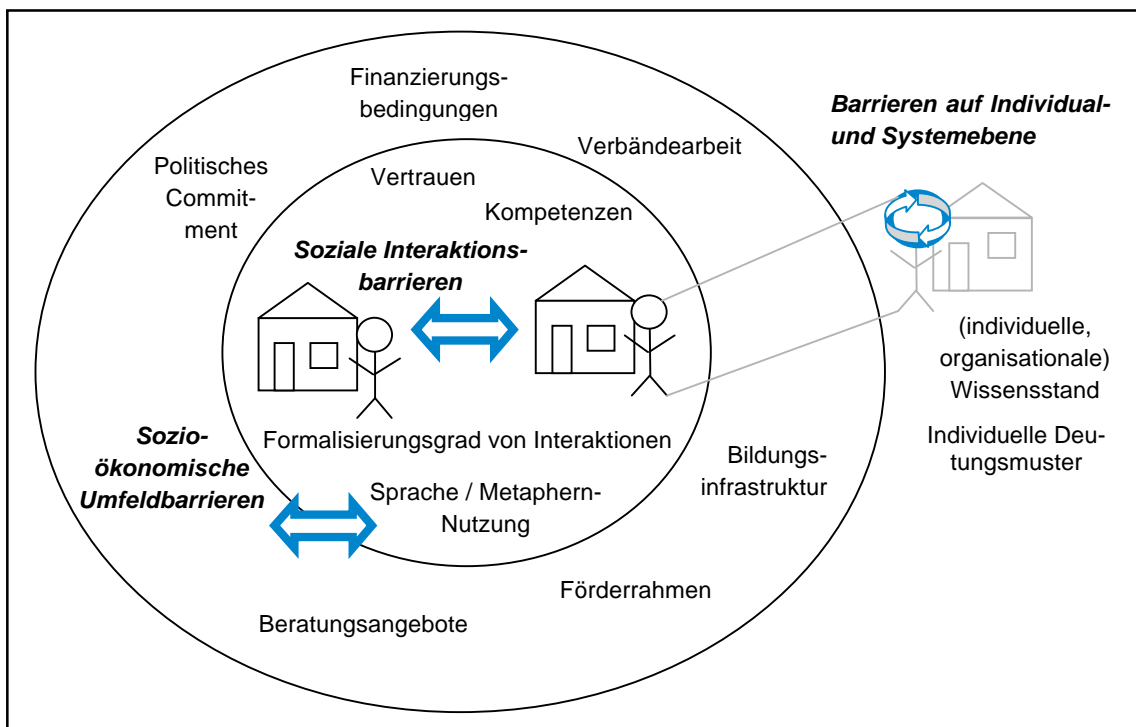 Finanzierungs-
bedingungen
Barrieren auf Individual-
und Systemebene
Verbändearbeit
Politisches
Commit-
ment
Vertrauen
Kompetenzen
Soziale Interaktions-
barrieren
(individuelle,
organisationale)
Wissensstand
Individuelle Deu-
tungsmuster
Formalisierungsgrad von Interaktionen
Sozio-
ökonomische
Umfeldbarrieren
Bildungs-
infrastruktur
Sprache / Metaphern-
Nutzung
Förderrahmen
Beratungsangebote